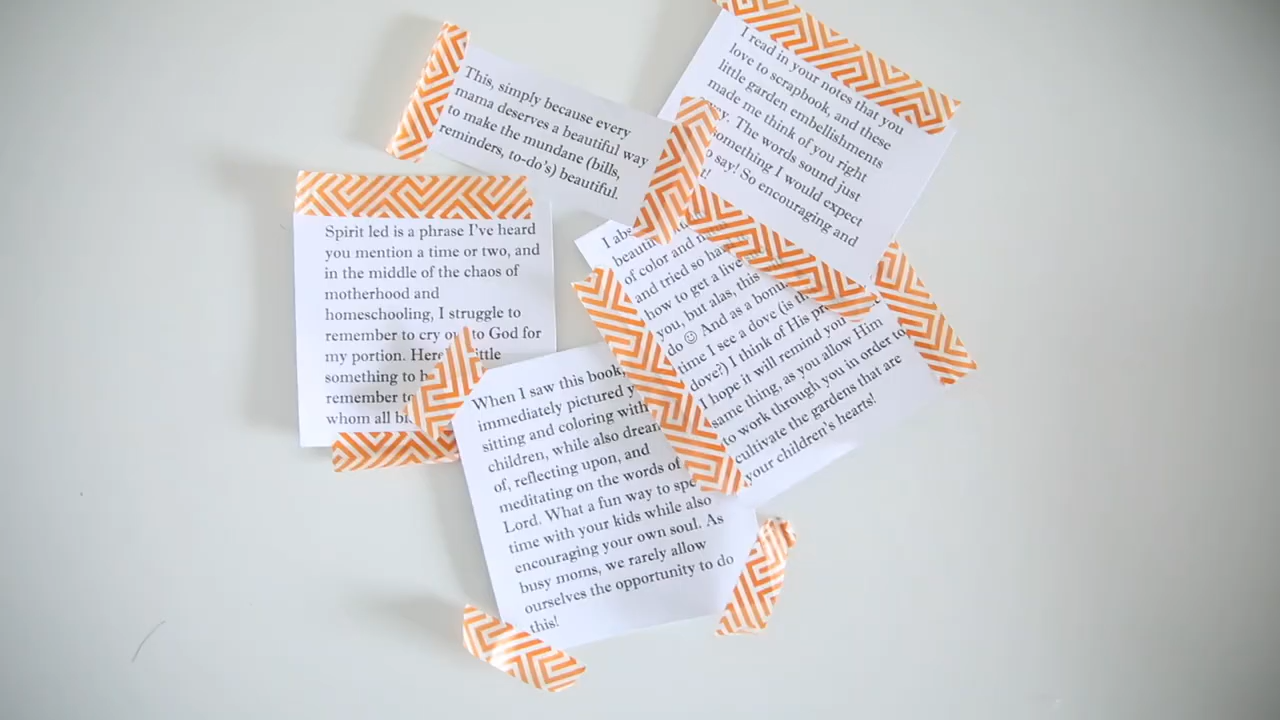 This, simply because every
mama deserves a beautiful way
to make the mundane (bills,
reminders, to-do's) beautiful.
I read in your notes that you
love to scrapbook, and these
little garden embellishments
made me think of you right
The words sound just
something I would expect
say! So encouraging and
Spirit led is a phrase I've heard
you mention a time or two, and
in the middle of the chaos of
motherhood and
homeschooling, I struggle to
remember to cry to God for
my portion.
something to
remember to
whom all
I
of color and
and tried so
how to get a live
you, but alas, this
do ☺ And as a bonus
time I see a dove (is
dove?) I think of His
I hope it will remind you
same thing, as you allow Him
to work through you in order to
cultivate the gardens that are
your children's hearts!
When I saw this book,
immediately pictured
sitting and coloring with
children, while also
of, reflecting upon, and
meditating on the words of
Lord. What a fun way to
time with your kids while also
encouraging your own soul. As
busy moms, we rarely allow
ourselves the opportunity to do
this!